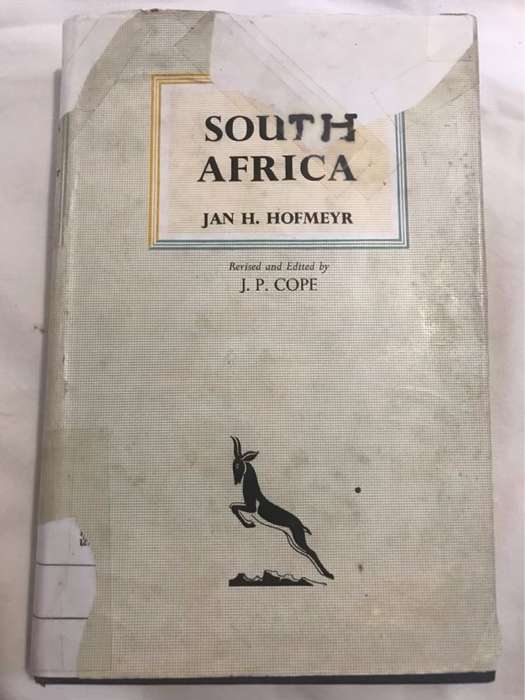 SOUTH
AFRICA
JAN H. HOFMEYR
Revised and Edited by
J. P. COPE